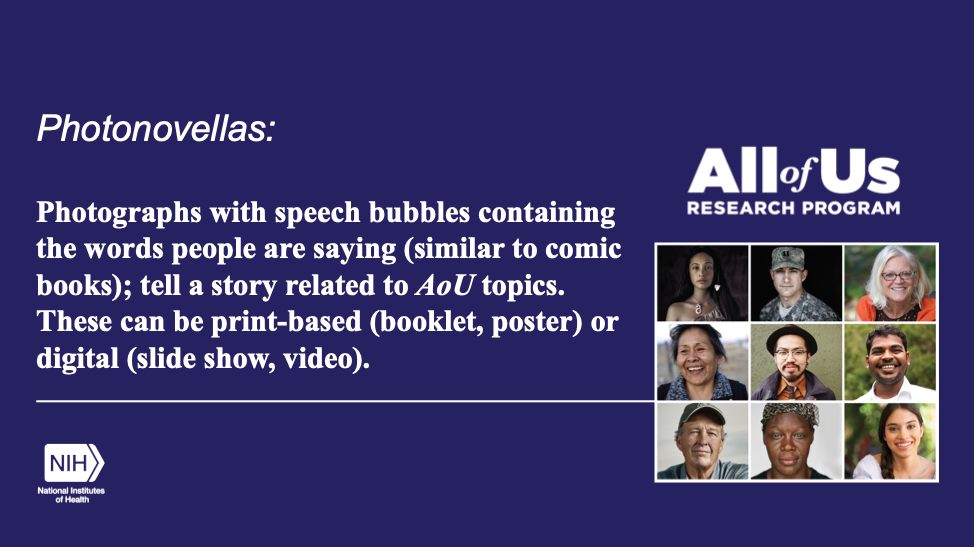 Photonovellas:
Photographs with speech bubbles containing
the words people are saying (similar to comic
books); tell a story related to AoU topics.
These can be print-based (booklet, poster) or
digital (slide show, video).
All of Us
RESEARCH PROGRAM
NIH
National Institutes
of Health